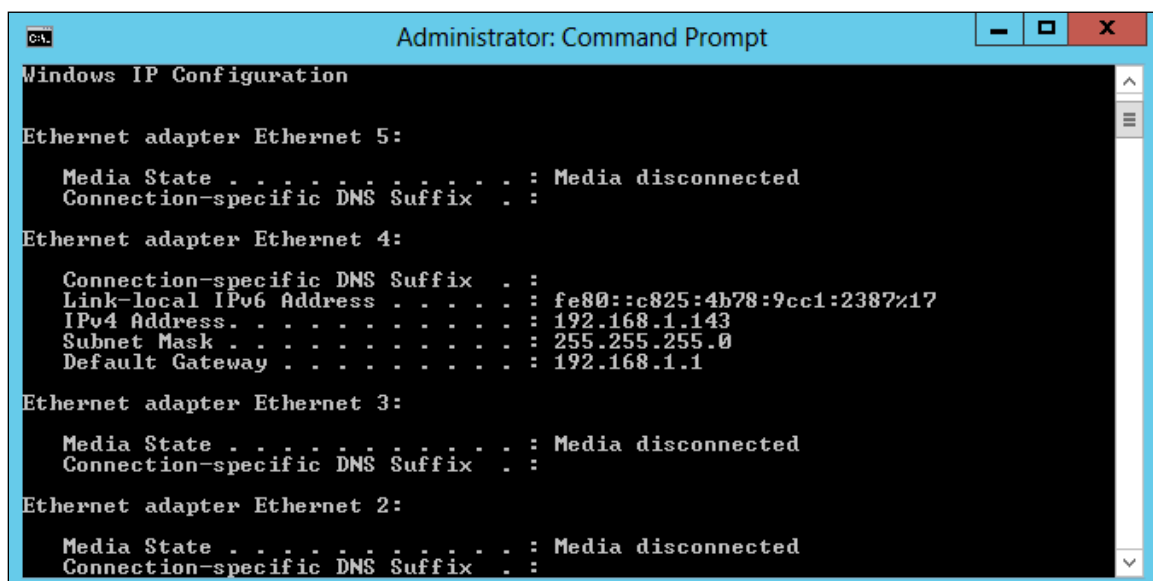 Administrator: Command Prompt
Windows IP Configuration
Ethernet adapter Ethernet 5:
Media State . . . . . . . . . . . : Media disconnected
Connection-specific DNS Suffix  . :
Ethernet adapter Ethernet 4:
Connection-specific DNS Suffix  . :
Link-local IPv6 Address . . . . . : fe80::c825:4b78:9cc1:2387%17
IPv4 Address. . . . . . . . . . . : 192.168.1.143
Subnet Mask . . . . . . . . . . . : 255.255.255.0
Default Gateway . . . . . . . . . : 192.168.1.1
Ethernet adapter Ethernet 3:
Media State . . . . . . . . . . . : Media disconnected
Connection-specific DNS Suffix  . :
Ethernet adapter Ethernet 2:
Media State . . . . . . . . . . . : Media disconnected
Connection-specific DNS Suffix  . :